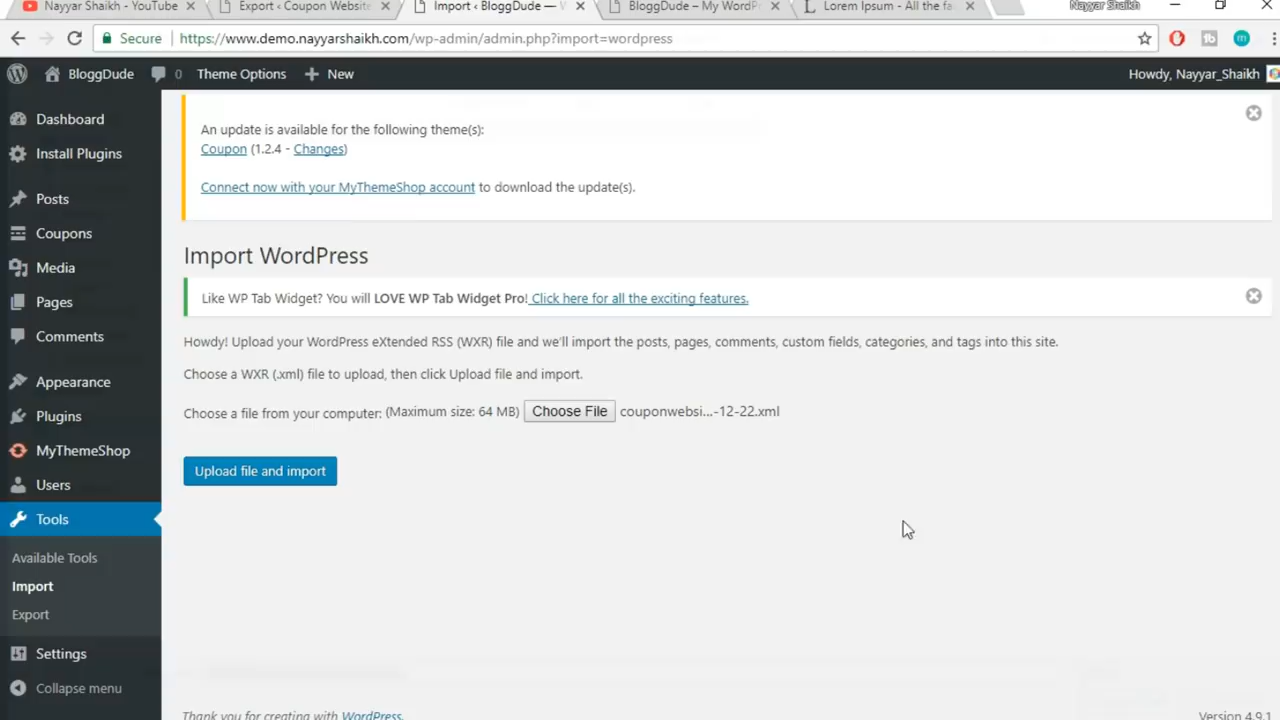 Nayyar Shaikh - YouTube
Export ‹ Coupon Website
Import ‹ BloggDude — W
BloggDude – My WordPr
Lorem Ipsum - All the fa
Nayyar Shaikh
Secure
https://www.demo.nayyarshaikh.com/wp-admin/admin.php?import=wordpress
BloggDude
0
Theme Options
New
Howdy, Nayyar_Shaikh
Dashboard
Install Plugins
Posts
Coupons
Media
Pages
Comments
Appearance
Plugins
MyThemeShop
Users
Tools
Available Tools
Import
Export
Settings
Collapse menu
An update is available for the following theme(s):
Coupon (1.2.4 - Changes)
Connect now with your MyThemeShop account to download the update(s).
Import WordPress
Like WP Tab Widget? You will LOVE WP Tab Widget Pro! Click here for all the exciting features.
Howdy! Upload your WordPress eXtended RSS (WXR) file and we'll import the posts, pages, comments, custom fields, categories, and tags into this site.
Choose a WXR (.xml) file to upload, then click Upload file and import.
Choose a file from your computer: (Maximum size: 64 MB) Choose File couponwebsi...-12-22.xml
Upload file and import
Thank you for creating with WordPress.
Version 4.9.1